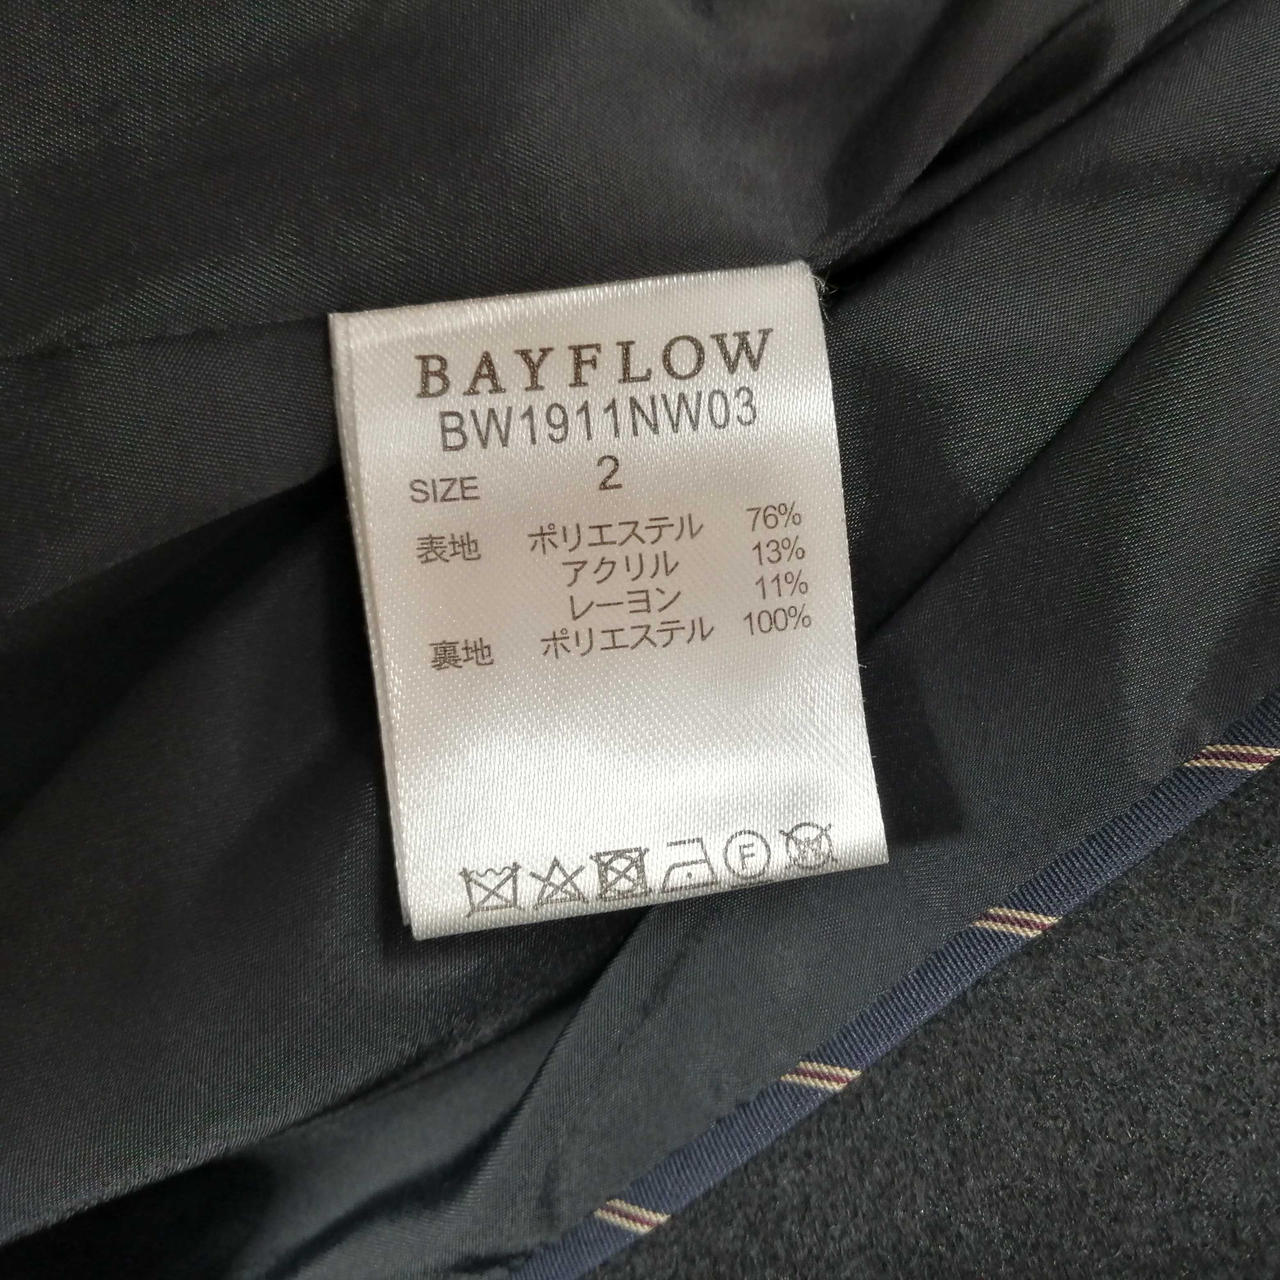 BAYFLOW
BW1911NW03
SIZE 2
表地 ポリエステル 76%
アクリル 13%
レーヨン 11%
裏地 ポリエステル 100%
F